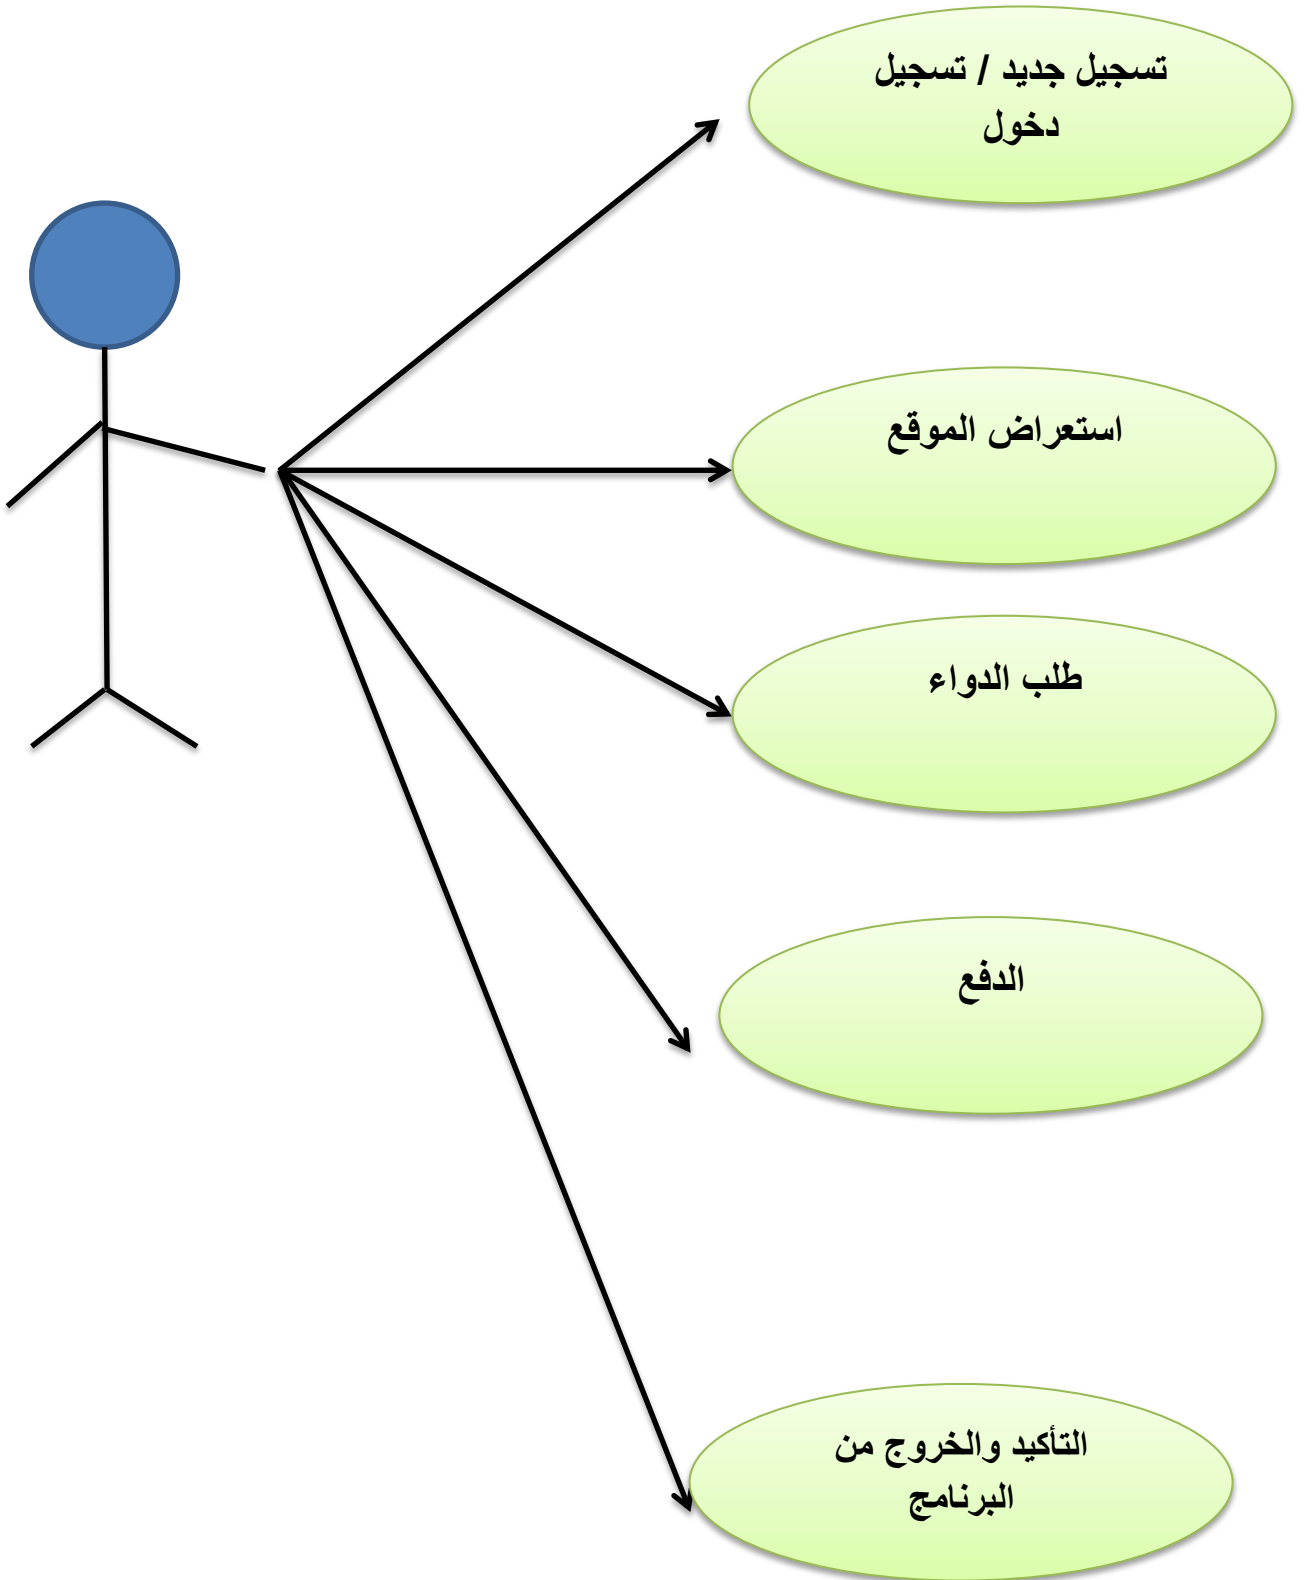 تسجيل جديد / تسجيل
دخول
استعراض الموقع
طلب الدواء
الدفع
التأكيد والخروج من
البرنامج